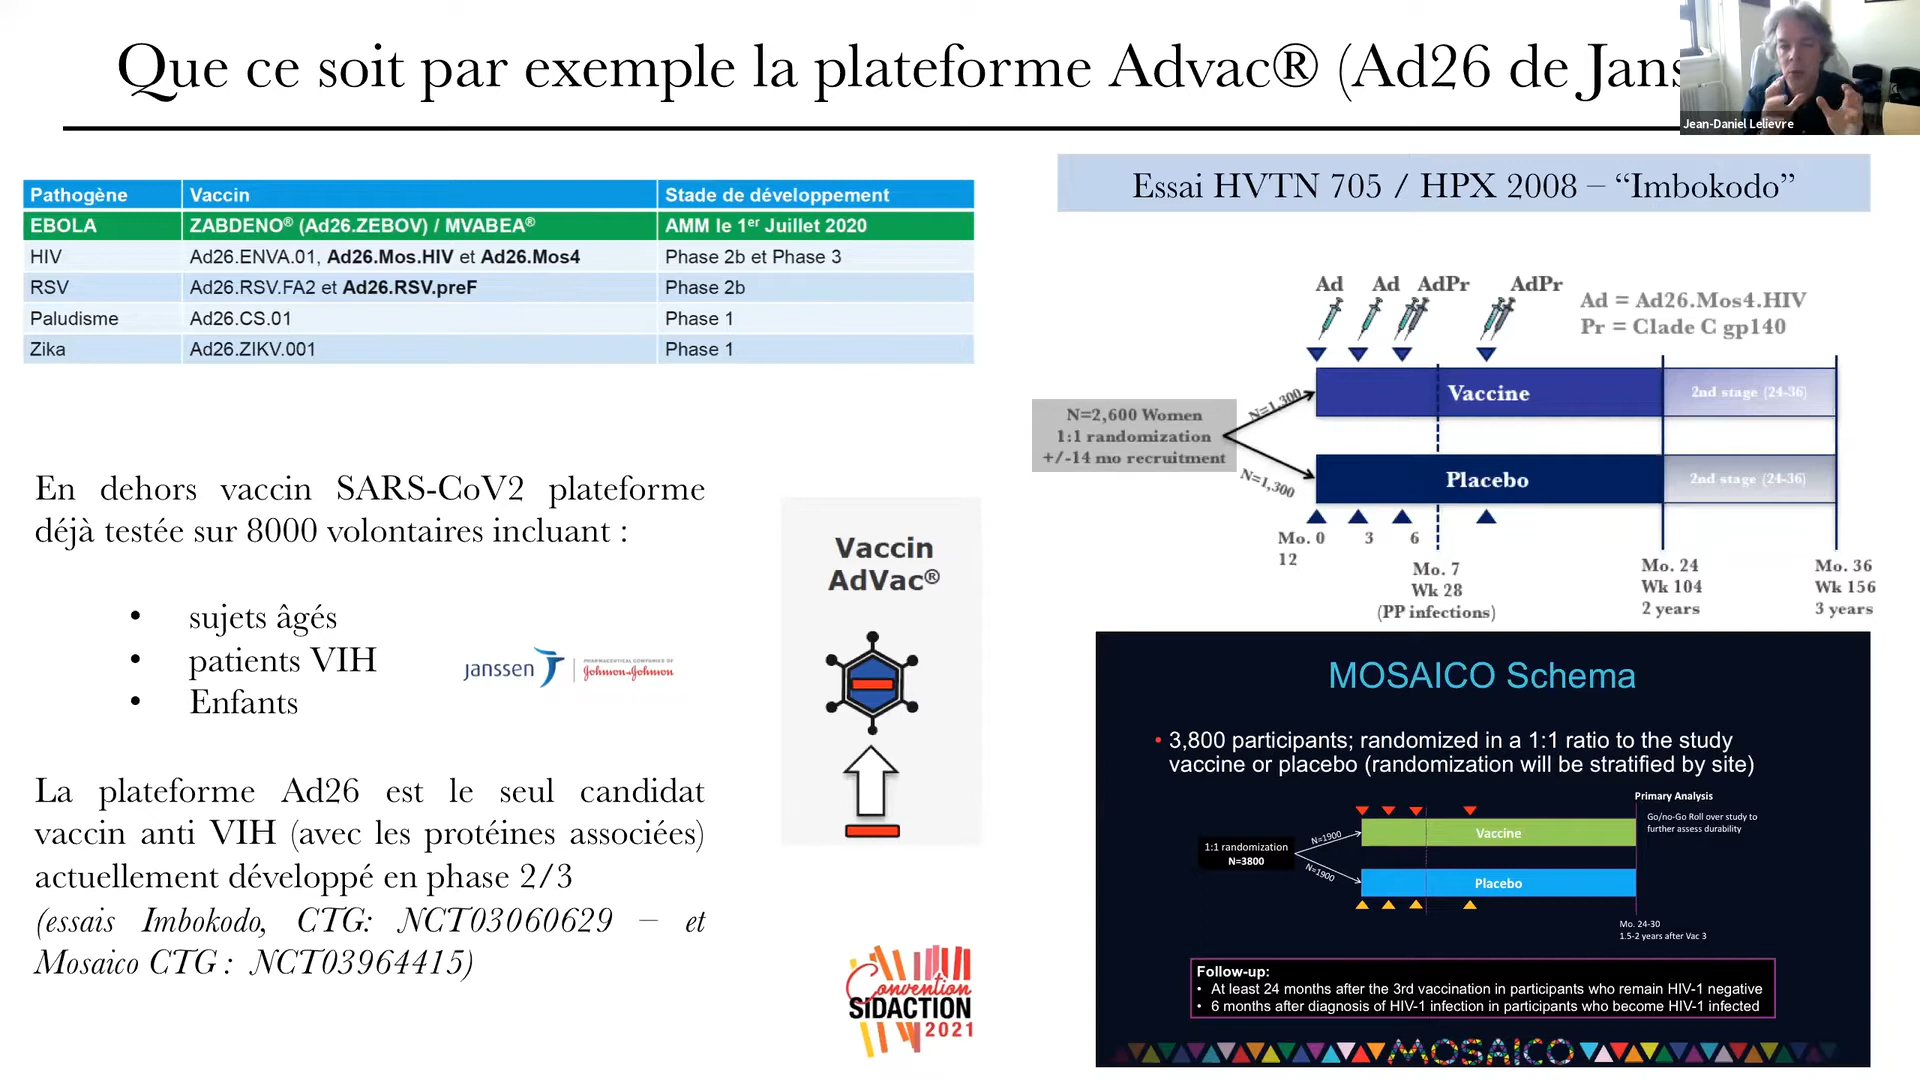 Que ce soit par exemple la plateforme Advac® (Ad26 de Jans
Jean-Daniel Lelievre
Pathogène Vaccin Stade de développement
EBOLA ZABDENO® (Ad26.ZEBOV) / MVABEA® AMM le 1er Juillet 2020
HIV Ad26.ENVA.01, Ad26.Mos.HIV et Ad26.Mos4 Phase 2b et Phase 3
RSV Ad26.RSV.FA2 et Ad26.RSV.preF Phase 2b
Paludisme Ad26.CS.01 Phase 1
Zika Ad26.ZIKV.001 Phase 1
En dehors vaccin SARS-CoV2 plateforme
déjà testée sur 8000 volontaires incluant :
• sujets âgés
• patients VIH
• Enfants
janssen
PHARMACEUTICAL COMPANIES OF
Johnson & Johnson
La plateforme Ad26 est le seul candidat
vaccin anti VIH (avec les protéines associées)
actuellement développé en phase 2/3
(essais Imbokodo, CTG: NCT03060629 – et
Mosaico CTG : NCT03964415)
Vaccin
AdVac®
Convention
SIDACTION
2021
Essai HVTN 705 / HPX 2008 – “Imbokodo”
Ad Ad AdPr AdPr
Ad = Ad26.Mos4.HIV
Pr = Clade C gp140
N=2,600 Women
1:1 randomization
+/-14 mo recruitment
N=1,300
Vaccine 2nd stage (24-36)
N=1,300
Placebo 2nd stage (24-36)
Mo. 0 3 6
12
Mo. 7
Wk 28
(PP infections)
Mo. 24
Wk 104
2 years
Mo. 36
Wk 156
3 years
MOSAICO Schema
• 3,800 participants; randomized in a 1:1 ratio to the study
vaccine or placebo (randomization will be stratified by site)
Primary Analysis
Go/no-Go Roll over study to
further assess durability
1:1 randomization
N=3800
N=1900
Vaccine
N=1900
Placebo
Mo. 24-30
1.5-2 years after Vac 3
Follow-up:
• At least 24 months after the 3rd vaccination in participants who remain HIV-1 negative
• 6 months after diagnosis of HIV-1 infection in participants who become HIV-1 infected
MOSAICO